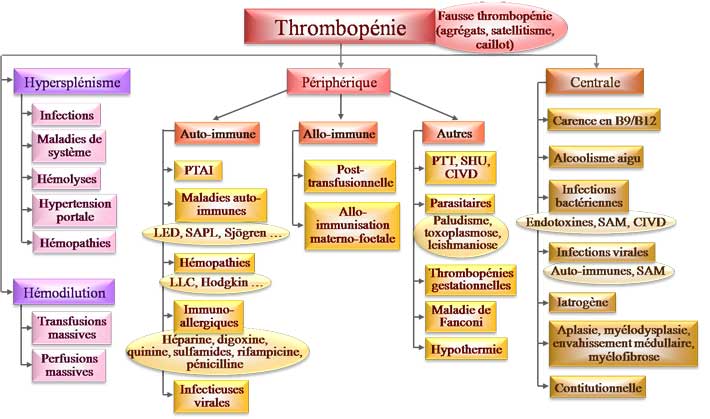 Thrombopénie
Fausse thrombopénie
(agrégats, satellitisme,
caillot)
Hypersplénisme
Infections
Maladies de
système
Hémolyses
Hypertension
portale
Hémopathies
Hémodilution
Transfusions
massives
Perfusions
massives
Périphérique
Auto-immune
PTAI
Maladies auto-
immunes
LED, SAPL, Sjögren ...
Hémopathies
LLC, Hodgkin ...
Immuno-
allergiques
Héparine, digoxine,
quinine, sulfamides, rifampicine,
pénicilline
Infectieuses
virales
Allo-immune
Post-
transfusionnelle
Allo-
immunisation
materno-foetale
Autres
PTT, SHU,
CIVD
Parasitaires
Paludisme,
toxoplasmose,
leishmaniose
Thrombopénies
gestationnelles
Maladie de
Fanconi
Hypothermie
Centrale
Carence en B9/B12
Alcoolisme aigu
Infections
bactériennes
Endotoxines, SAM, CIVD
Infections virales
Auto-immunes, SAM
Iatrogène
Aplasie, myélodysplasie,
envahissement médullaire,
myélofibrose
Contitutionnelle